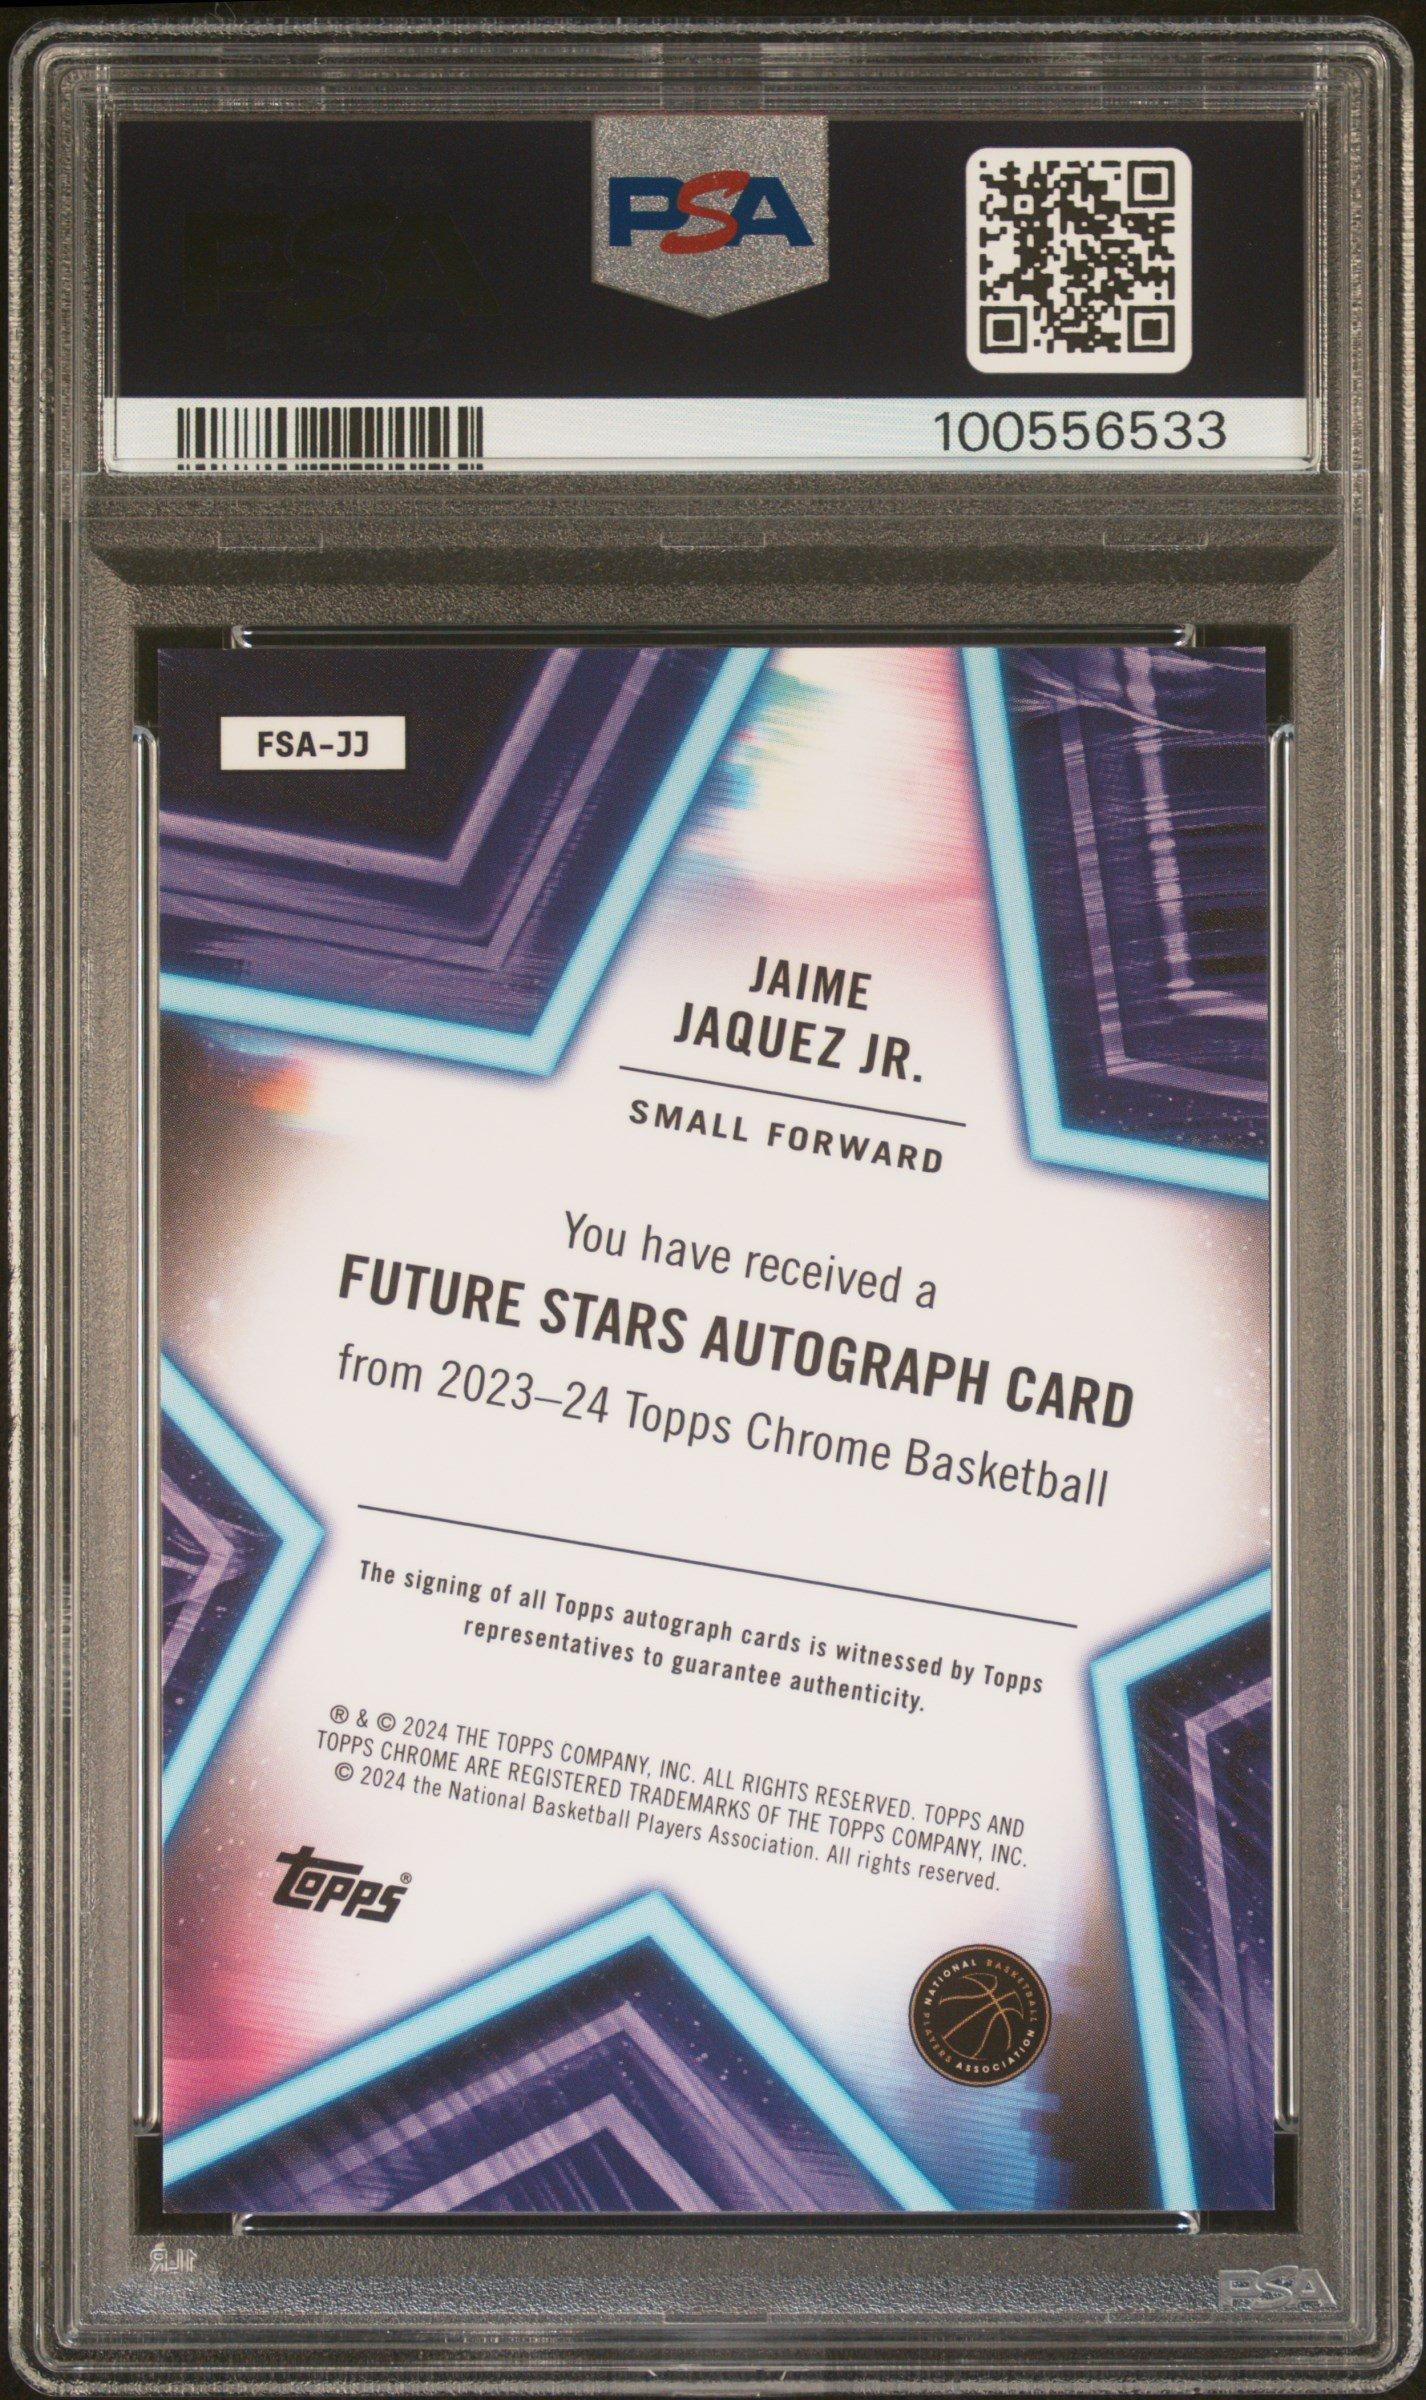 PSA
100556533
FSA-JJ
JAIME
JAQUEZ JR.
SMALL FORWARD
You have received a
FUTURE STARS AUTOGRAPH CARD
from 2023–24 Topps Chrome Basketball
The signing of all Topps autograph cards is witnessed by Topps
representatives to guarantee authenticity.
® & © 2024 THE TOPPS COMPANY, INC. ALL RIGHTS RESERVED. TOPPS AND
TOPPS CHROME ARE REGISTERED TRADEMARKS OF THE TOPPS COMPANY, INC.
© 2024 the National Basketball Players Association. All rights reserved.
topps®
NATIONAL BASKETBALL
PLAYERS ASSOCIATION
PSA